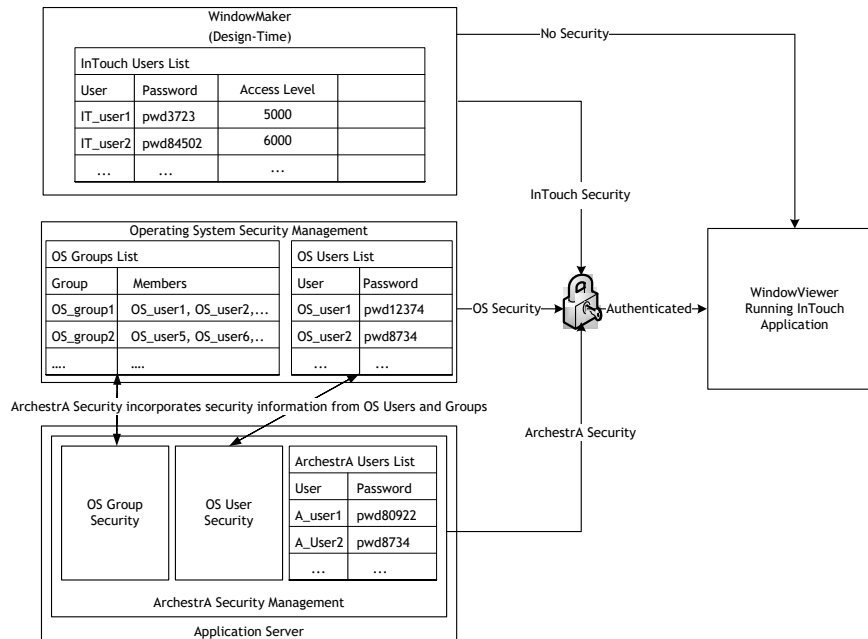 WindowMaker
(Design-Time)
No Security
InTouch Users List
User Password Access Level
IT_user1 pwd3723 5000
IT_user2 pwd84502 6000
... ... ...
InTouch Security
Operating System Security Management
OS Groups List
Group Members
OS_group1 OS_user1, OS_user2,...
OS_group2 OS_user5, OS_user6,..
.... ....
OS Users List
User Password
OS_user1 pwd12374
OS_user2 pwd8734
... ...
OS Security
Authenticated
WindowViewer
Running InTouch
Application
ArchestrA Security incorporates security information from OS Users and Groups
ArchestrA Security
OS Group
Security
OS User
Security
ArchestrA Users List
User Password
A_user1 pwd80922
A_User2 pwd8734
... ...
ArchestrA Security Management
Application Server